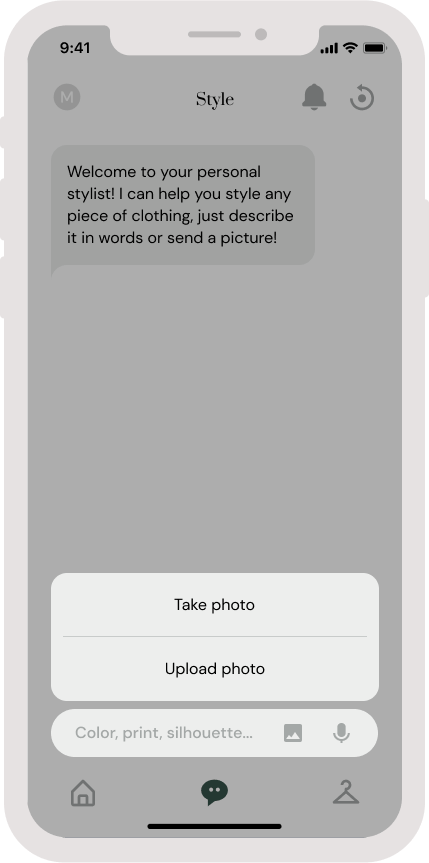 9:41
M
Style
Welcome to your personal
stylist! I can help you style any
piece of clothing, just describe
it in words or send a picture!
Take photo
Upload photo
Color, print, silhouette...